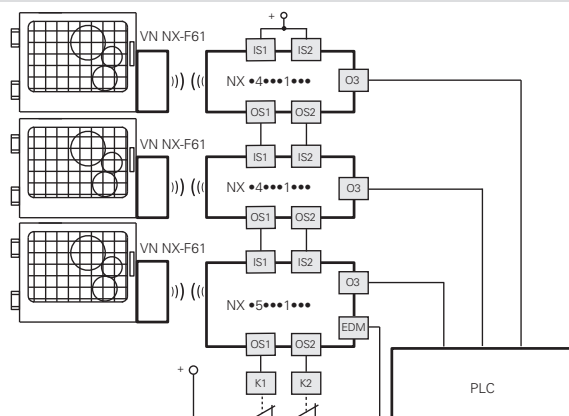 +
VN NX-F61
IS1 IS2
NX •4•••1•••
O3
OS1 OS2
VN NX-F61
IS1 IS2
NX •4•••1•••
O3
OS1 OS2
VN NX-F61
IS1 IS2
O3
NX •5•••1•••
EDM
OS1 OS2
+
K1 K2
PLC